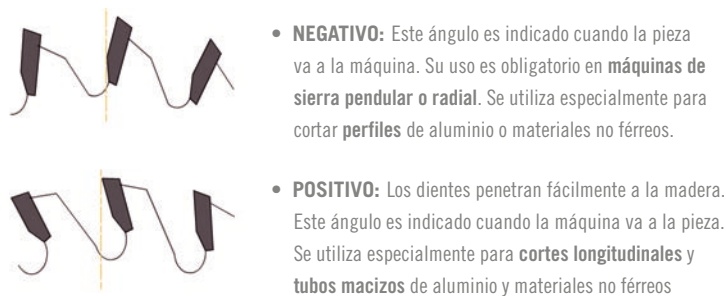 • NEGATIVO: Este ángulo es indicado cuando la pieza
va a la máquina. Su uso es obligatorio en máquinas de
sierra pendular o radial. Se utiliza especialmente para
cortar perfiles de aluminio o materiales no férreos.
• POSITIVO: Los dientes penetran fácilmente a la madera.
Este ángulo es indicado cuando la máquina va a la pieza.
Se utiliza especialmente para cortes longitudinales y
tubos macizos de aluminio y materiales no férreos